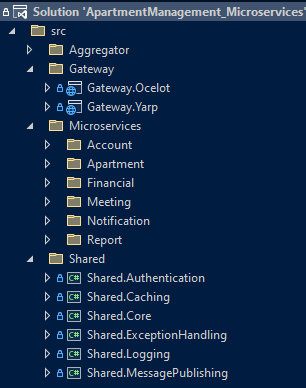 Solution 'ApartmentManagement_Microservices'
src
Aggregator
Gateway
Gateway.Ocelot
Gateway.Yarp
Microservices
Account
Apartment
Financial
Meeting
Notification
Report
Shared
C# Shared.Authentication
C# Shared.Caching
C# Shared.Core
C# Shared.ExceptionHandling
C# Shared.Logging
C# Shared.MessagePublishing